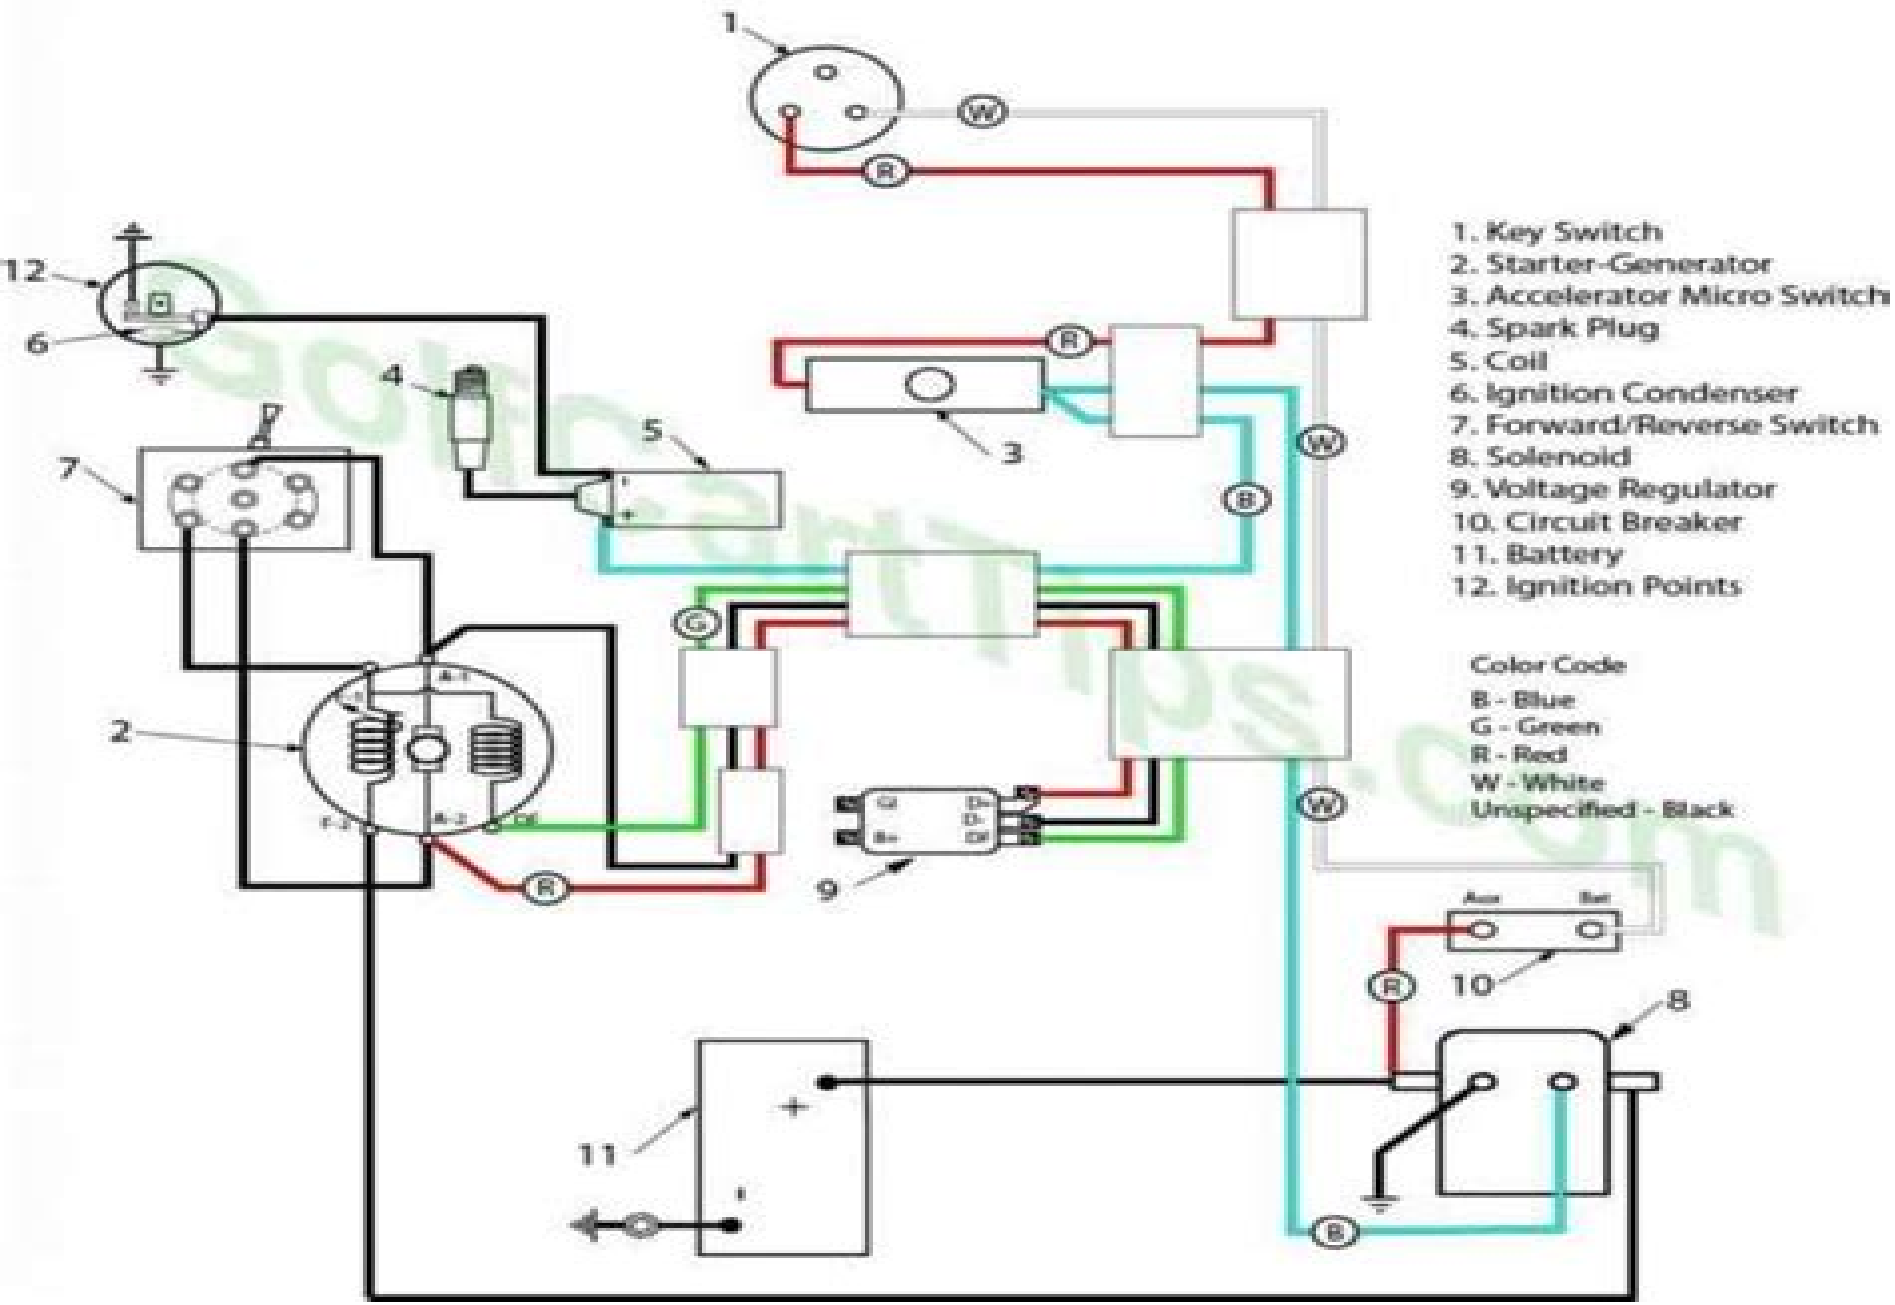 1
W
R
1. Key Switch
2. Starter-Generator
3. Accelerator Micro Switch
4. Spark Plug
5. Coil
6. Ignition Condenser
7. Forward/Reverse Switch
8. Solenoid
9. Voltage Regulator
10. Circuit Breaker
11. Battery
12. Ignition Points
12
6
R
4
3
W
5
7
B
G
Color Code
B - Blue
G - Green
R - Red
W - White
Unspecified - Black
A-1
2
F-2
A-2
DF
D+
D-
B+
DF
9
W
R
Aux
Bat
10
R
8
+
11
B